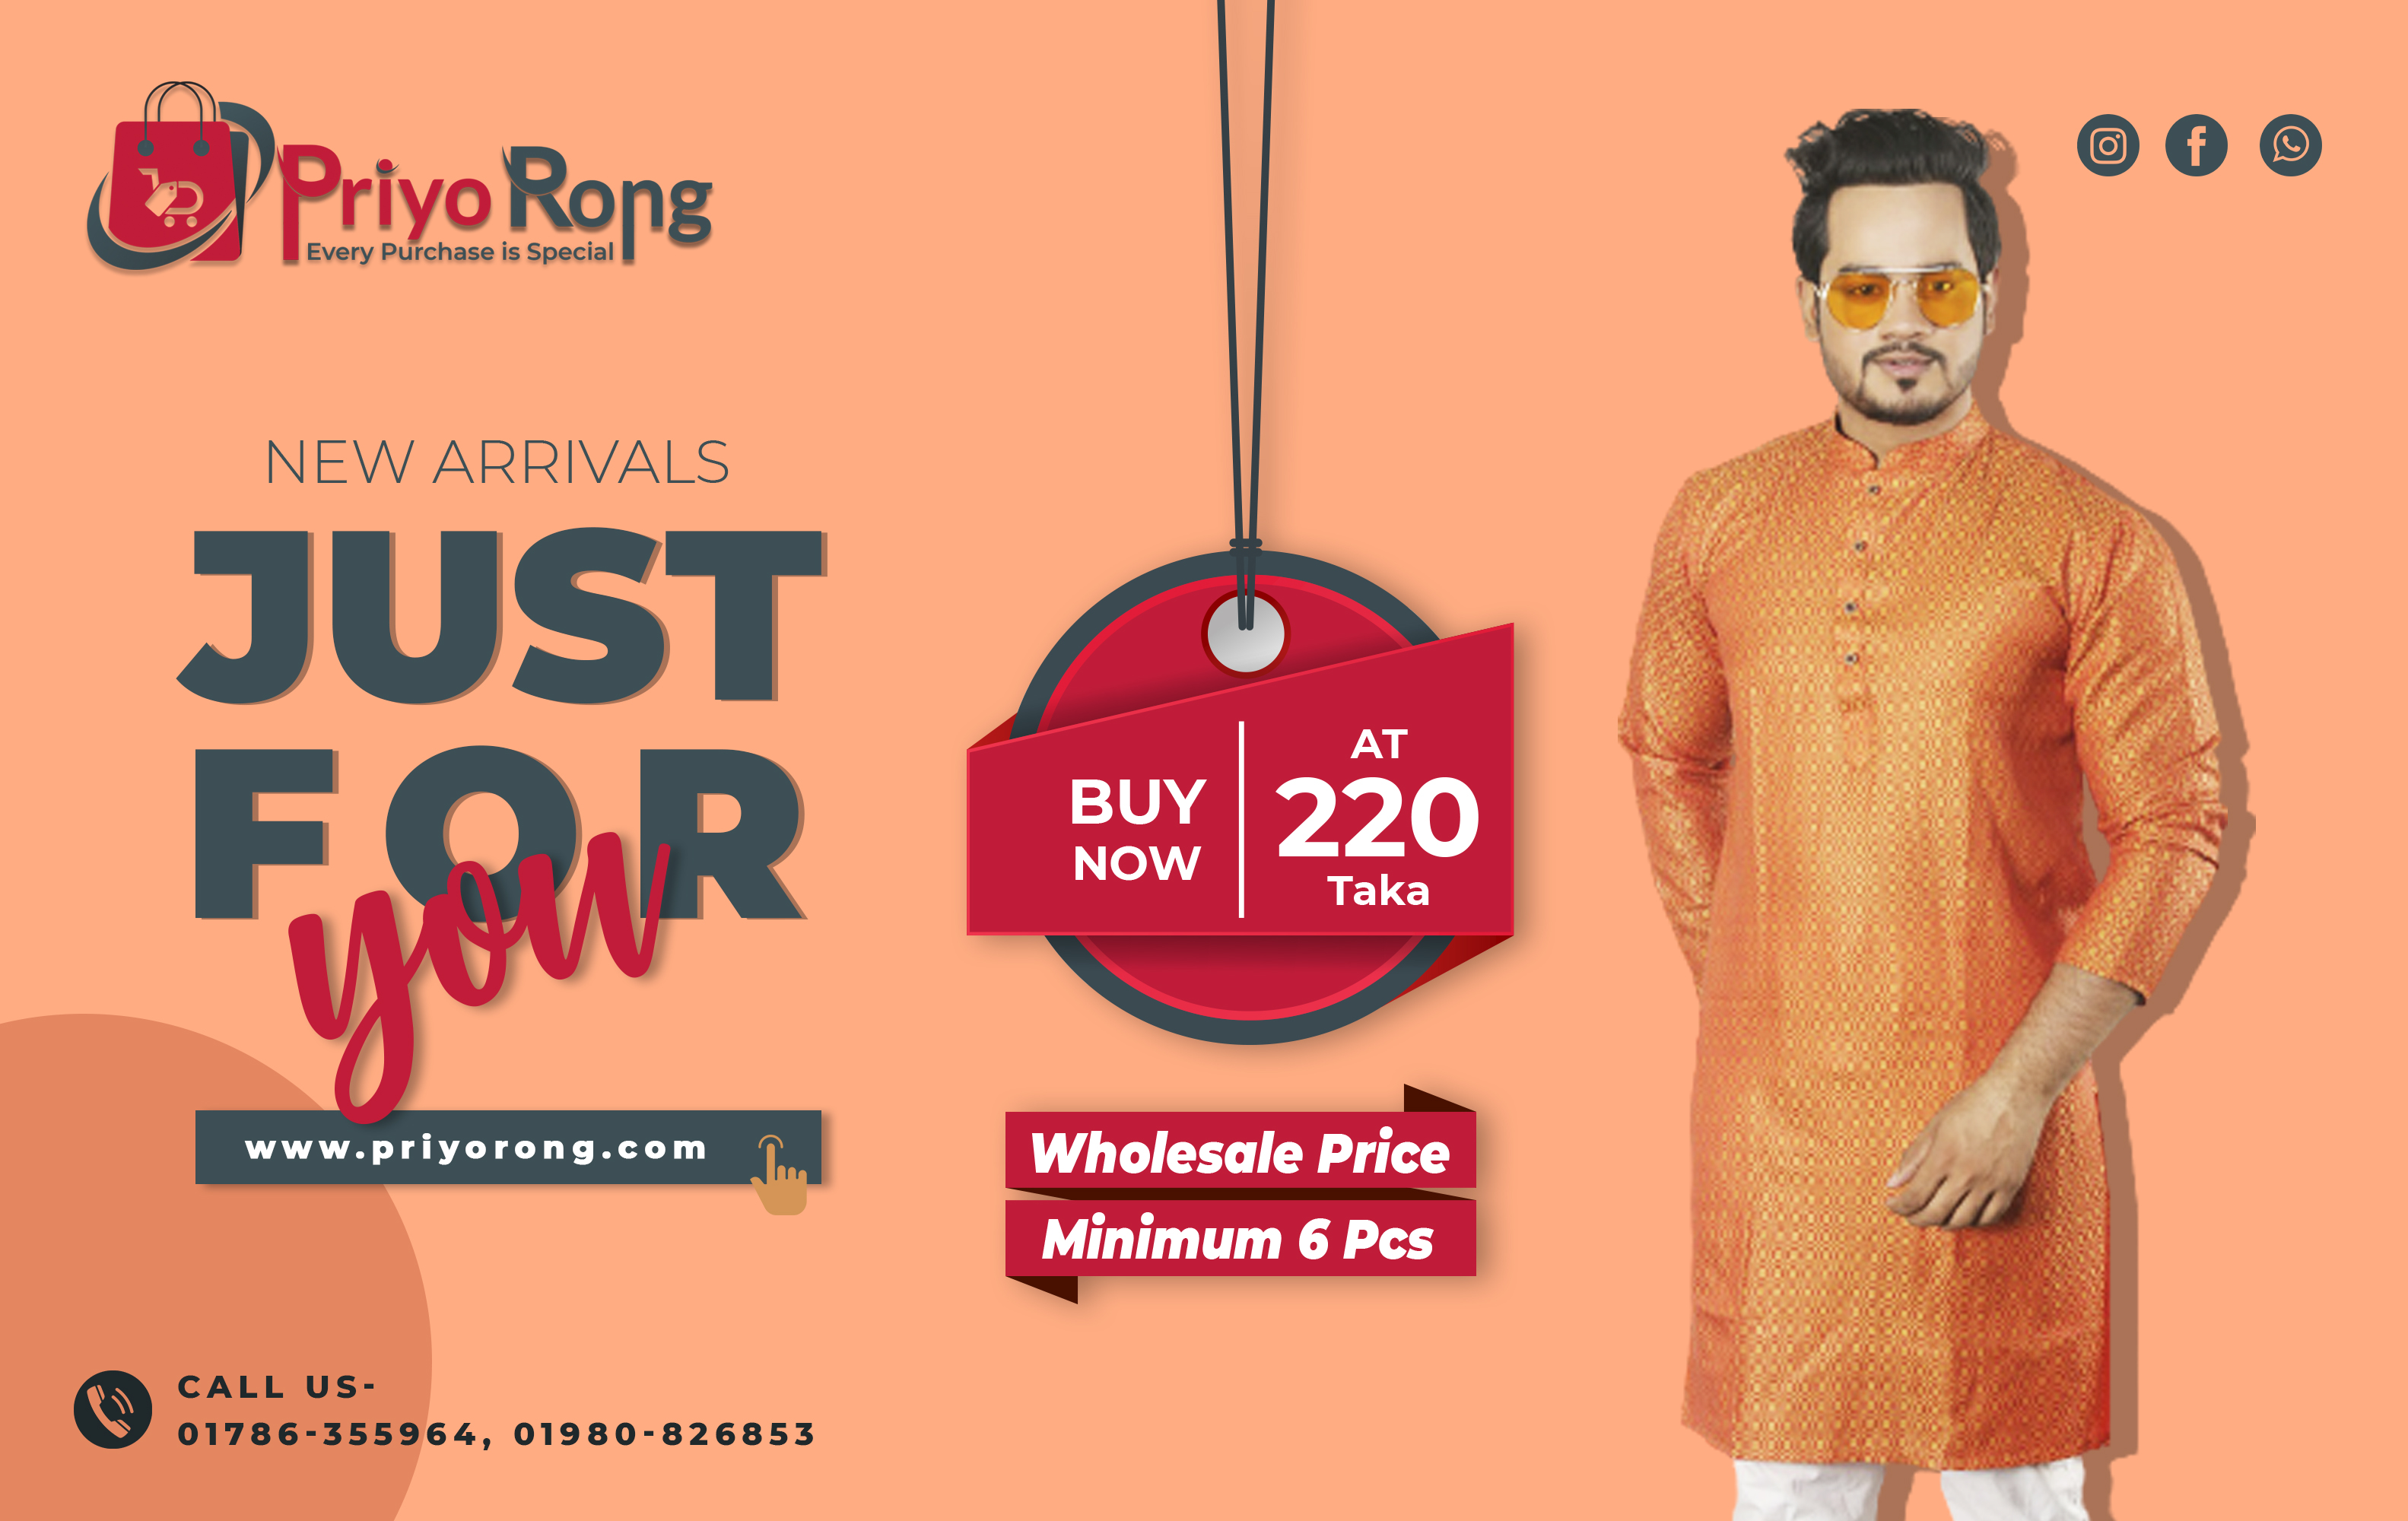 Priyo Rong
Every Purchase is Special
NEW ARRIVALS
JUST
FOR
you
www.priyorong.com
CALL US-
01786-355964, 01980-826853
BUY
NOW
AT
220
Taka
Wholesale Price
Minimum 6 Pcs